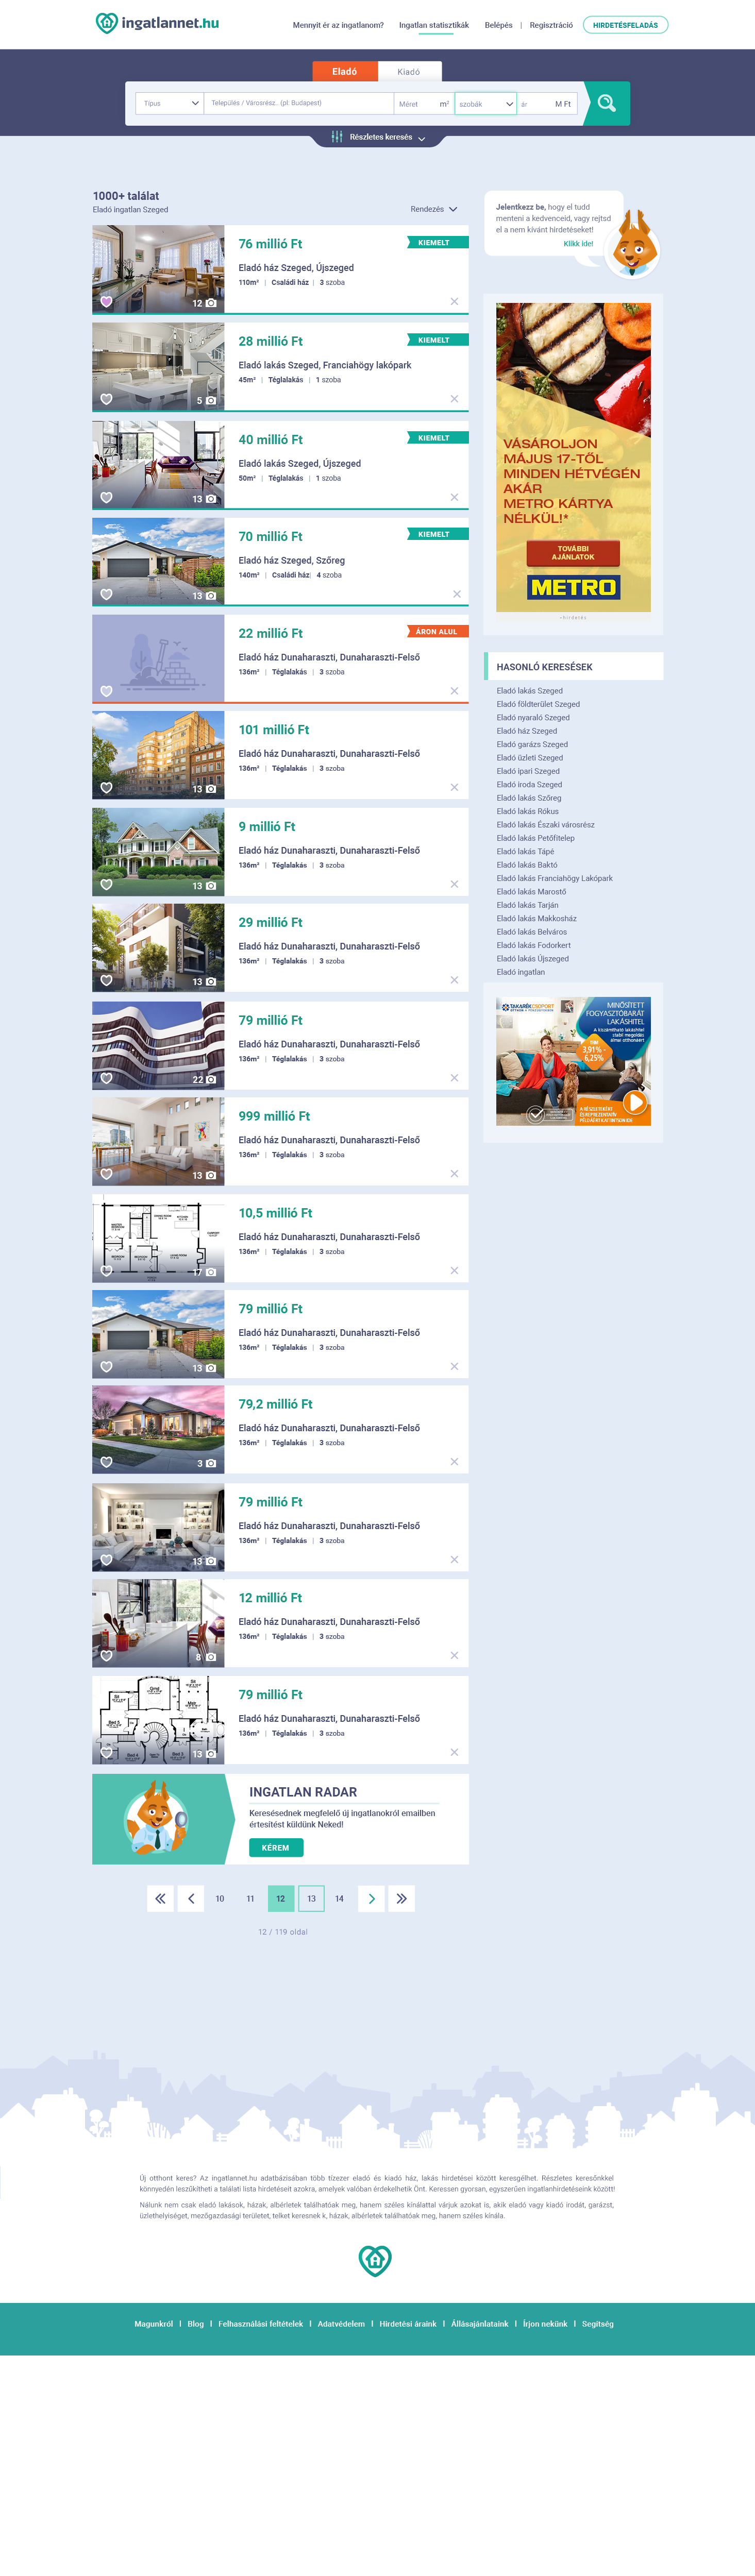 ingatlannet.hu
Mennyit ér az ingatlanom?
Ingatlan statisztikák
Belépés | Regisztráció
HIRDETÉSFELADÁS
Eladó
Kiadó
Típus
Település / Városrész.. (pl. Budapest)
Méret m²
szobák
ár M Ft
Részletes keresés
1000+ találat
Eladó ingatlan Szeged
Rendezés
76 millió Ft
KIEMELT
Eladó ház Szeged, Újszeged
110m² | Családi ház | 3 szoba
12
28 millió Ft
KIEMELT
Eladó lakás Szeged, Franciahögy lakópark
45m² | Téglalakás | 1 szoba
5
40 millió Ft
KIEMELT
Eladó lakás Szeged, Újszeged
50m² | Téglalakás | 1 szoba
13
70 millió Ft
KIEMELT
Eladó ház Szeged, Szőreg
140m² | Családi ház| 4 szoba
13
22 millió Ft
ÁRON ALUL
Eladó ház Dunaharaszti, Dunaharaszti-Felső
136m² | Téglalakás | 3 szoba
101 millió Ft
Eladó ház Dunaharaszti, Dunaharaszti-Felső
136m² | Téglalakás | 3 szoba
13
9 millió Ft
Eladó ház Dunaharaszti, Dunaharaszti-Felső
136m² | Téglalakás | 3 szoba
13
29 millió Ft
Eladó ház Dunaharaszti, Dunaharaszti-Felső
136m² | Téglalakás | 3 szoba
13
79 millió Ft
Eladó ház Dunaharaszti, Dunaharaszti-Felső
136m² | Téglalakás | 3 szoba
22
999 millió Ft
Eladó ház Dunaharaszti, Dunaharaszti-Felső
136m² | Téglalakás | 3 szoba
13
10,5 millió Ft
Eladó ház Dunaharaszti, Dunaharaszti-Felső
136m² | Téglalakás | 3 szoba
17
79 millió Ft
Eladó ház Dunaharaszti, Dunaharaszti-Felső
136m² | Téglalakás | 3 szoba
13
79,2 millió Ft
Eladó ház Dunaharaszti, Dunaharaszti-Felső
136m² | Téglalakás | 3 szoba
3
79 millió Ft
Eladó ház Dunaharaszti, Dunaharaszti-Felső
136m² | Téglalakás | 3 szoba
13
12 millió Ft
Eladó ház Dunaharaszti, Dunaharaszti-Felső
136m² | Téglalakás | 3 szoba
8
79 millió Ft
Eladó ház Dunaharaszti, Dunaharaszti-Felső
136m² | Téglalakás | 3 szoba
13
INGATLAN RADAR
Keresésednek megfelelő új ingatlanokról emailben
értesítést küldünk Neked!
KÉREM
10 11 12 13 14
12 / 119 oldal
Jelentkezz be, hogy el tudd
menteni a kedvenceid, vagy rejtsd
el a nem kívánt hirdetéseket!
Klikk ide!
VÁSÁROLJON
MÁJUS 17-TŐL
MINDEN HÉTVÉGÉN
AKÁR
METRO KÁRTYA
NÉLKÜL!*
TOVÁBBI
AJÁNLATOK
METRO
•hirdetés
HASONLÓ KERESÉSEK
Eladó lakás Szeged
Eladó földterület Szeged
Eladó nyaraló Szeged
Eladó ház Szeged
Eladó garázs Szeged
Eladó üzleti Szeged
Eladó ipari Szeged
Eladó iroda Szeged
Eladó lakás Szőreg
Eladó lakás Rókus
Eladó lakás Északi városrész
Eladó lakás Petőfitelep
Eladó lakás Tápé
Eladó lakás Baktó
Eladó lakás Franciahögy Lakópark
Eladó lakás Marostő
Eladó lakás Tarján
Eladó lakás Makkosház
Eladó lakás Belváros
Eladó lakás Fodorkert
Eladó lakás Újszeged
Eladó ingatlan
TAKARÉKCSOPORT
MINŐSÍTETT
FOGYASZTÓBARÁT
LAKÁSHITEL
A kiszámítható lakáshitel
stabil megoldás
álmai otthonáért
THM
3,91% -
6,25%
A RÉSZLETEKÉRT
ÉS REPREZENTATÍV
PÉLDÁÉRT KATTINTSON IDE
Új otthont keres? Az ingatlannet.hu adatbázisában több tízezer eladó és kiadó ház, lakás hirdetései között keresgélhet. Részletes keresőnkkel
könnyedén leszűkítheti a találati lista hirdetéseit azokra, amelyek valóban érdekelhetik Önt. Keressen gyorsan, egyszerűen ingatlanhirdetéseink között!
Nálunk nem csak eladó lakások, házak, albérletek találhatóak meg, hanem széles kínálattal várjuk azokat is, akik eladó vagy kiadó irodát, garázst,
üzlethelyiséget, mezőgazdasági területet, telket keresnek k, házak, albérletek találhatóak meg, hanem széles kínála.
Magunkról | Blog | Felhasználási feltételek | Adatvédelem | Hirdetési áraink | Állásajánlataink | Írjon nekünk | Segítség